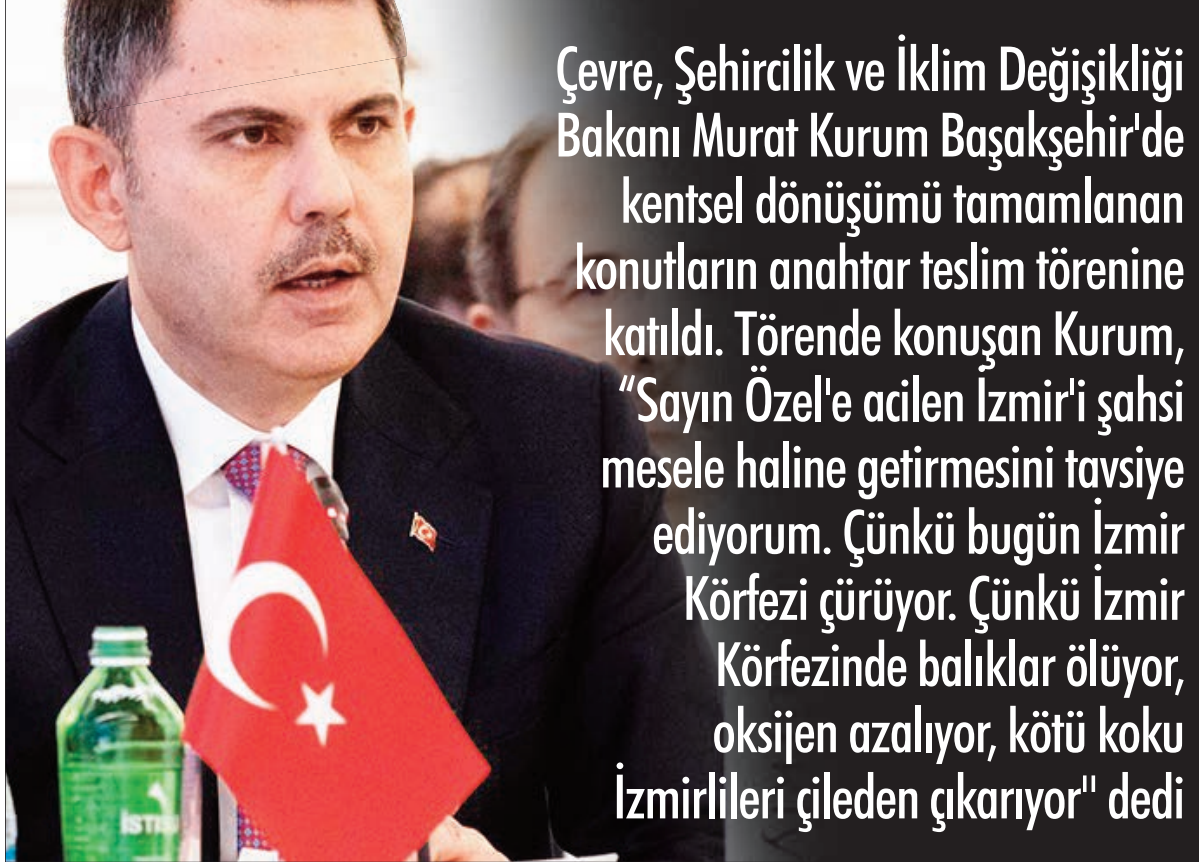 Çevre, Şehircilik ve İklim Değişikliği
Bakanı Murat Kurum Başakşehir'de
kentsel dönüşümü tamamlanan
konutların anahtar teslim törenine
katıldı. Törende konuşan Kurum,
“Sayın Özel'e acilen İzmir'i şahsi
mesele haline getirmesini tavsiye
ediyorum. Çünkü bugün İzmir
Körfezi çürüyor. Çünkü İzmir
Körfezinde balıklar ölüyor,
oksijen azalıyor, kötü koku
İzmirlileri çileden çıkarıyor" dedi